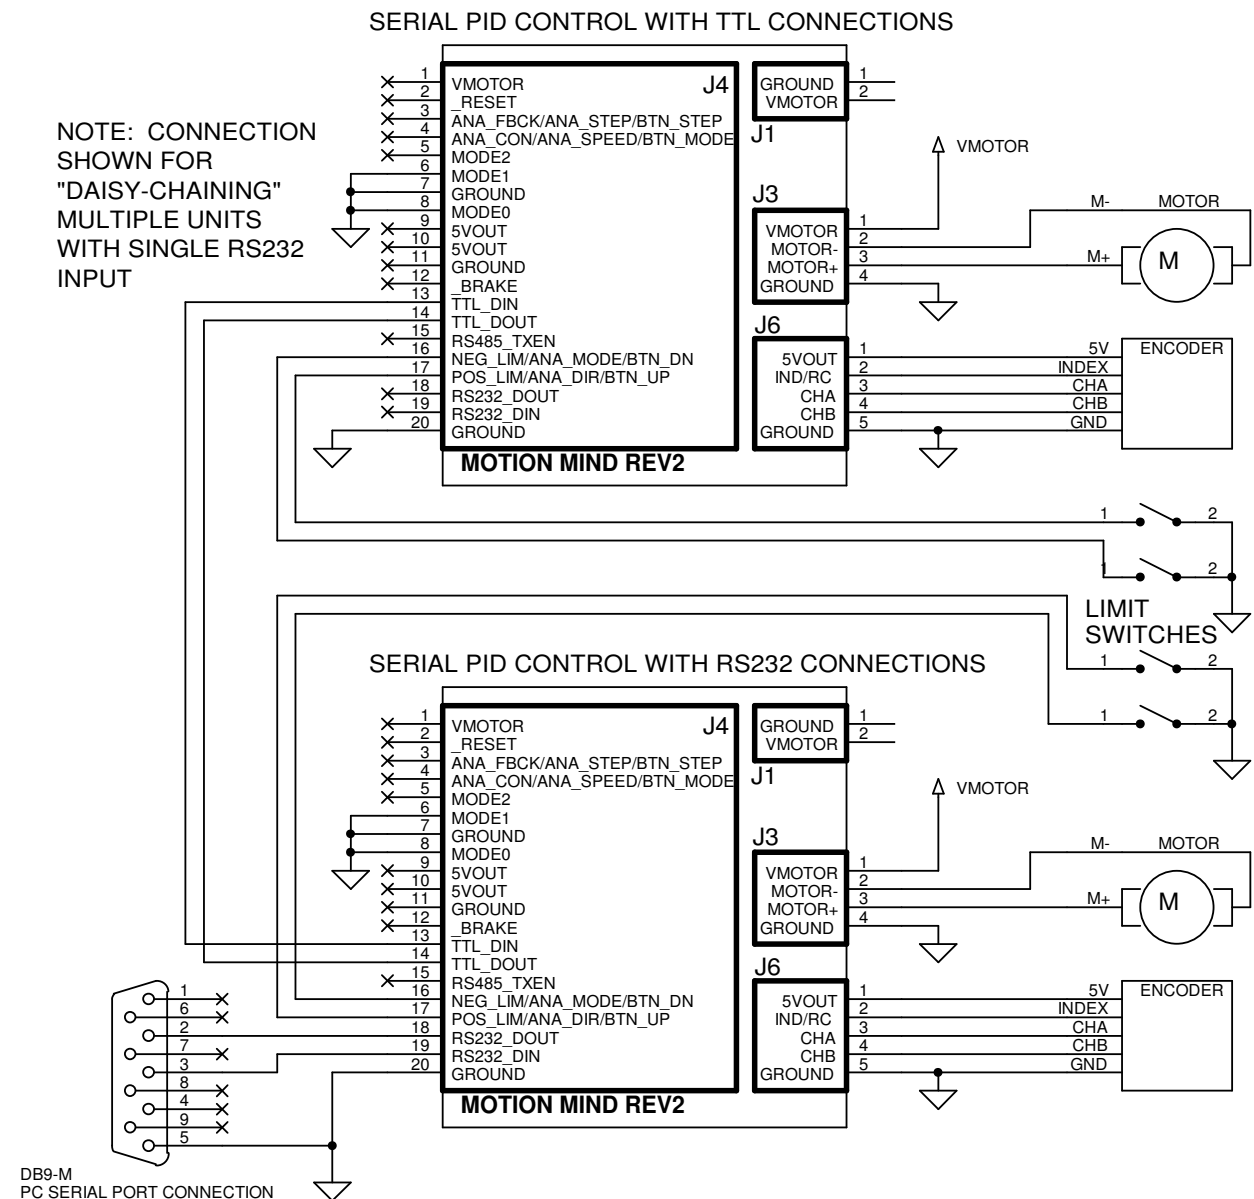 SERIAL PID CONTROL WITH TTL CONNECTIONS
NOTE: CONNECTION
SHOWN FOR
"DAISY-CHAINING"
MULTIPLE UNITS
WITH SINGLE RS232
INPUT
J4
1 VMOTOR
2 _RESET
3 ANA_FBCK/ANA_STEP/BTN_STEP
4 ANA_CON/ANA_SPEED/BTN_MODE
5 MODE2
6 MODE1
7 GROUND
8 MODE0
9 5VOUT
10 5VOUT
11 GROUND
12 _BRAKE
13 TTL_DIN
14 TTL_DOUT
15 RS485_TXEN
16 NEG_LIM/ANA_MODE/BTN_DN
17 POS_LIM/ANA_DIR/BTN_UP
18 RS232_DOUT
19 RS232_DIN
20 GROUND
MOTION MIND REV2
GROUND 1
VMOTOR 2
J1
VMOTOR
J3
VMOTOR 1
MOTOR- 2
MOTOR+ 3
GROUND 4
M- MOTOR
M+ M
J6
5VOUT 1 5V ENCODER
IND/RC 2 INDEX
CHA 3 CHA
CHB 4 CHB
GROUND 5 GND
1 2
1 2
LIMIT
SWITCHES
1 2
1 2
SERIAL PID CONTROL WITH RS232 CONNECTIONS
J4
1 VMOTOR
2 _RESET
3 ANA_FBCK/ANA_STEP/BTN_STEP
4 ANA_CON/ANA_SPEED/BTN_MODE
5 MODE2
6 MODE1
7 GROUND
8 MODE0
9 5VOUT
10 5VOUT
11 GROUND
12 _BRAKE
13 TTL_DIN
14 TTL_DOUT
15 RS485_TXEN
16 NEG_LIM/ANA_MODE/BTN_DN
17 POS_LIM/ANA_DIR/BTN_UP
18 RS232_DOUT
19 RS232_DIN
20 GROUND
MOTION MIND REV2
GROUND 1
VMOTOR 2
J1
VMOTOR
J3
VMOTOR 1
MOTOR- 2
MOTOR+ 3
GROUND 4
M- MOTOR
M+ M
J6
5VOUT 1 5V ENCODER
IND/RC 2 INDEX
CHA 3 CHA
CHB 4 CHB
GROUND 5 GND
1
6
2
7
3
8
4
9
5
DB9-M
PC SERIAL PORT CONNECTION